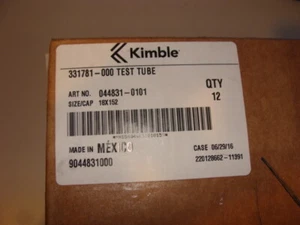 Kimble
331781-000 TEST TUBE
ART NO. 044831-0101
QTY
SIZE/CAP 18X152
12
MADE IN MÉXICO
CASE 06/29/16
9044831000
220128662-11391